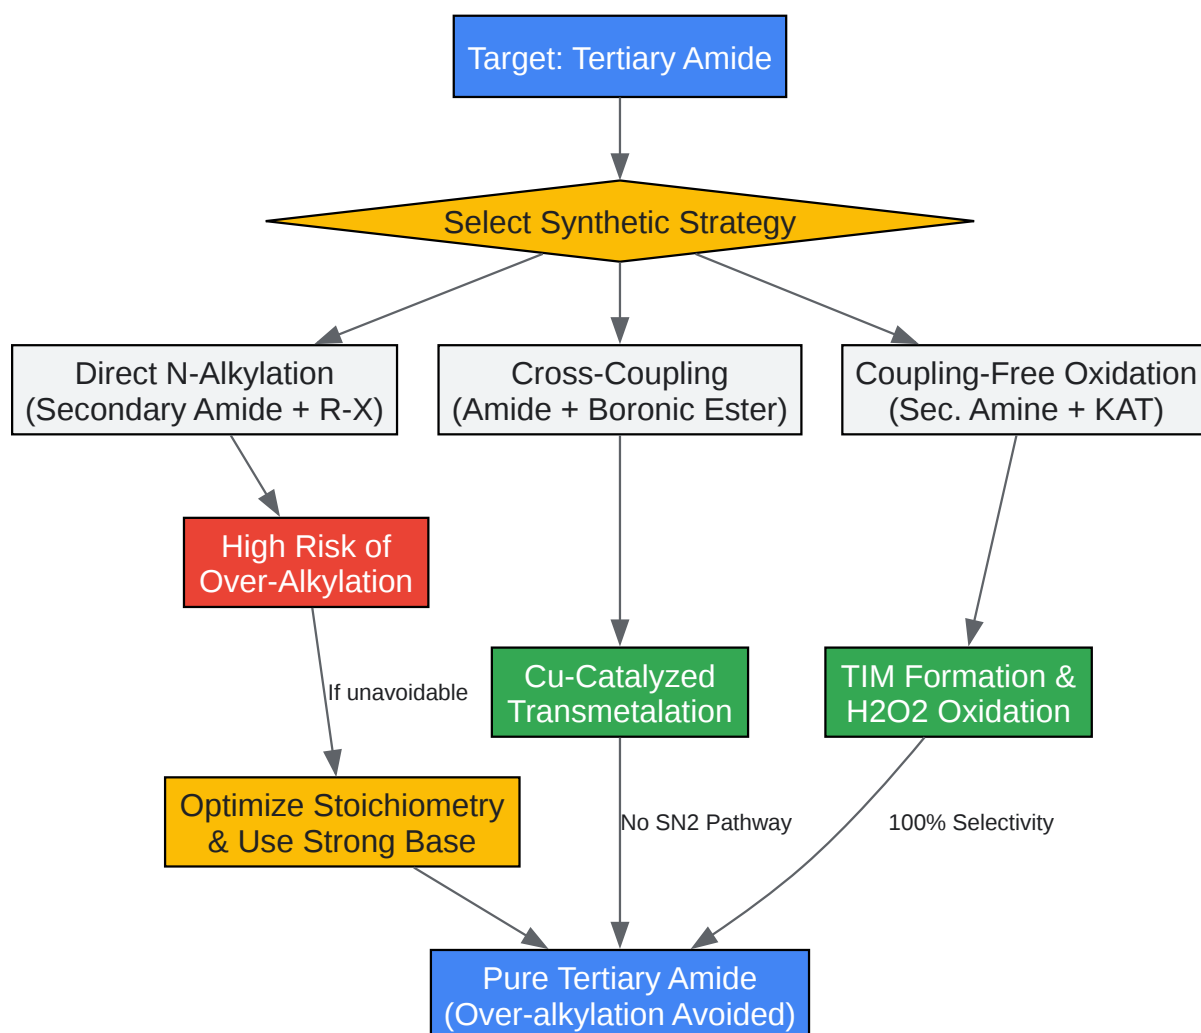 Target: Tertiary Amide
Select Synthetic Strategy
Direct N-Alkylation
(Secondary Amide + R-X)
Cross-Coupling
(Amide + Boronic Ester)
Coupling-Free Oxidation
(Sec. Amine + KAT)
High Risk of
Over-Alkylation
Cu-Catalyzed
Transmetalation
TIM Formation &
H2O2 Oxidation
If unavoidable
Optimize Stoichiometry
& Use Strong Base
No SN2 Pathway
100% Selectivity
Pure Tertiary Amide
(Over-alkylation Avoided)